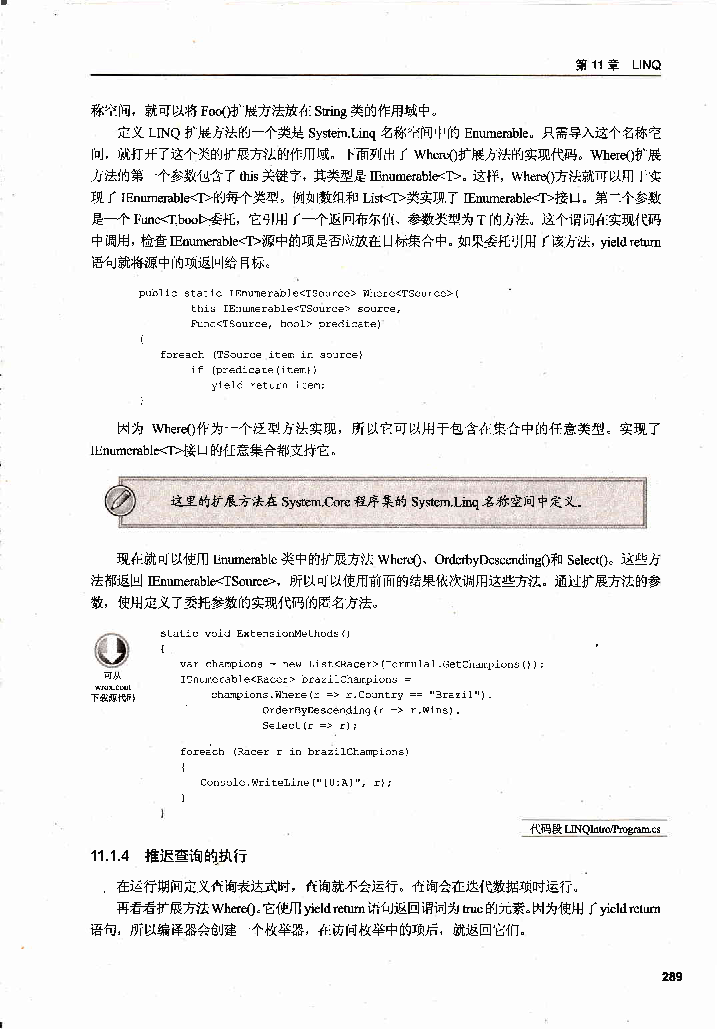 第 11 章 LINQ
称空间，就可以将 Foo()扩展方法放在 String 类的作用域中。
定义 LINQ 扩展方法的一个类是 System.Linq 名称空间中的 Enumerable。只需导入这个名称空
间，就打开了这个类的扩展方法的作用域。下面列出了 Where()扩展方法的实现代码。Where()扩展
方法的第一个参数包含了 this 关键字，其类型是 IEnumerable<T>。这样，Where()方法就可以用于实
现了 IEnumerable<T>的每个类型。例如数组和 List<T>类实现了 IEnumerable<T>接口。第二个参数
是一个 Func<T,bool>委托，它引用了一个返回布尔值、参数类型为 T 的方法。这个谓词在实现代码
中调用，检查 IEnumerable<T>源中的项是否应放在目标集合中。如果委托引用了该方法，yield return
语句就将源中的项返回给目标。
public static IEnumerable<TSource> Where<TSource>(
this IEnumerable<TSource> source,
Func<TSource, bool> predicate)
{
foreach (TSource item in source)
if (predicate(item))
yield return item;
}
因为 Where()作为一个泛型方法实现，所以它可以用于包含在集合中的任意类型。实现了
IEnumerable<T>接口的任意集合都支持它。
这里的扩展方法在 System.Core 程序集的 System.Linq 名称空间中定义。
现在就可以使用 Enumerable 类中的扩展方法 Where()、OrderbyDescending()和 Select()。这些方
法都返回 IEnumerable<TSource>，所以可以使用前面的结果依次调用这些方法。通过扩展方法的参
数，使用定义了委托参数的实现代码的匿名方法。
可从
wrox.com
下载源代码
static void ExtensionMethods()
{
var champions = new List<Racer>(Formula1.GetChampions());
IEnumerable<Racer> brazilChampions =
champions.Where(r => r.Country == "Brazil").
OrderByDescending(r => r.Wins).
Select(r => r);
foreach (Racer r in brazilChampions)
{
Console.WriteLine("{0:A}", r);
}
}
代码段 LINQIntro/Program.cs
11.1.4 推迟查询的执行
在运行期间定义查询表达式时，查询就不会运行。查询会在迭代数据项时运行。
再看看扩展方法 Where()。它使用 yield return 语句返回谓词为 true 的元素。因为使用了 yield return
语句，所以编译器会创建一个枚举器，在访问枚举中的项后，就返回它们。
289